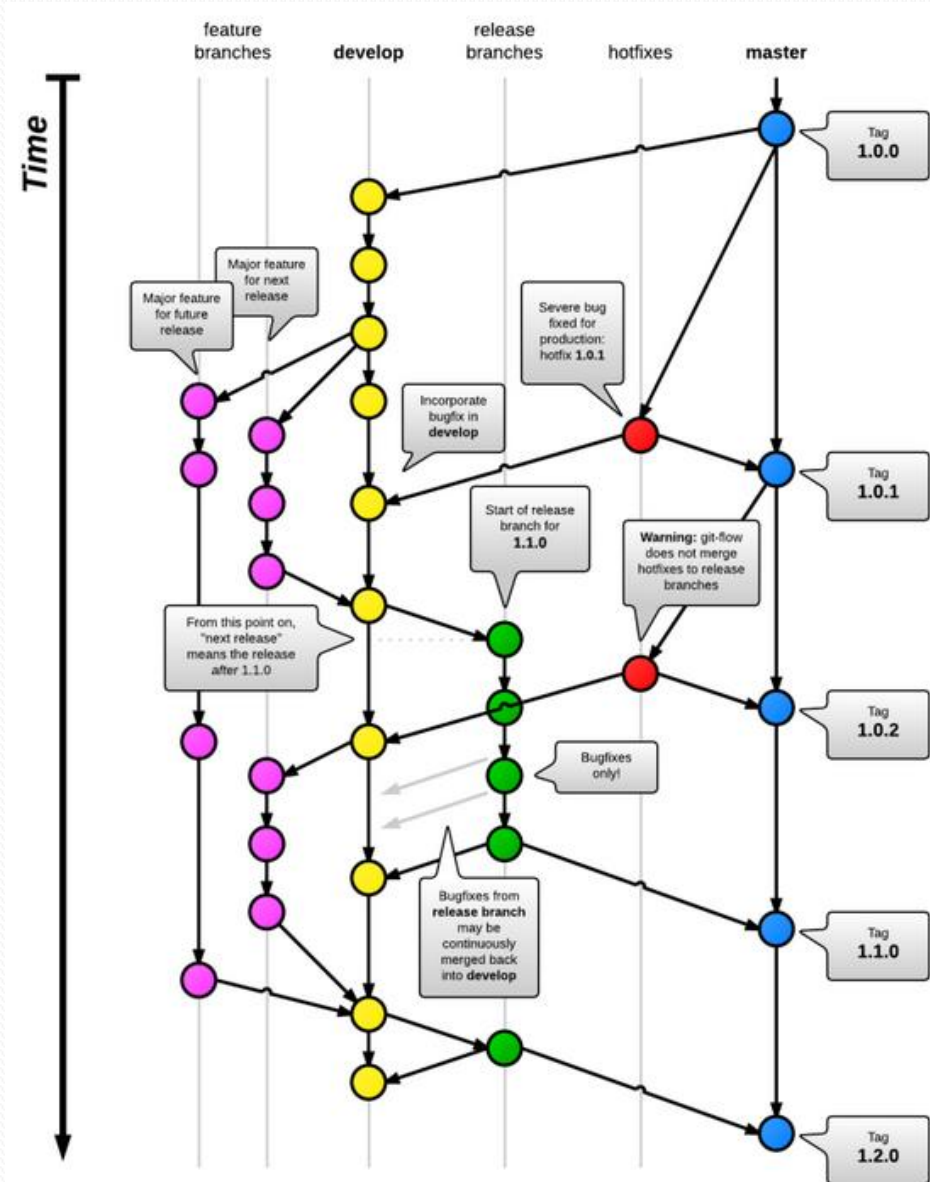 feature
branches
develop
release
branches
hotfixes
master
Time
Tag
1.0.0
Major feature
for next
release
Major feature
for future
release
Severe bug
fixed for
production:
hotfix 1.0.1
Incorporate
bugfix in
develop
Tag
1.0.1
Start of release
branch for
1.1.0
Warning: git-flow
does not merge
hotfixes to release
branches
From this point on,
"next release"
means the release
after 1.1.0
Tag
1.0.2
Bugfixes
only!
Bugfixes from
release branch
may be
continuously
merged back
into develop
Tag
1.1.0
Tag
1.2.0